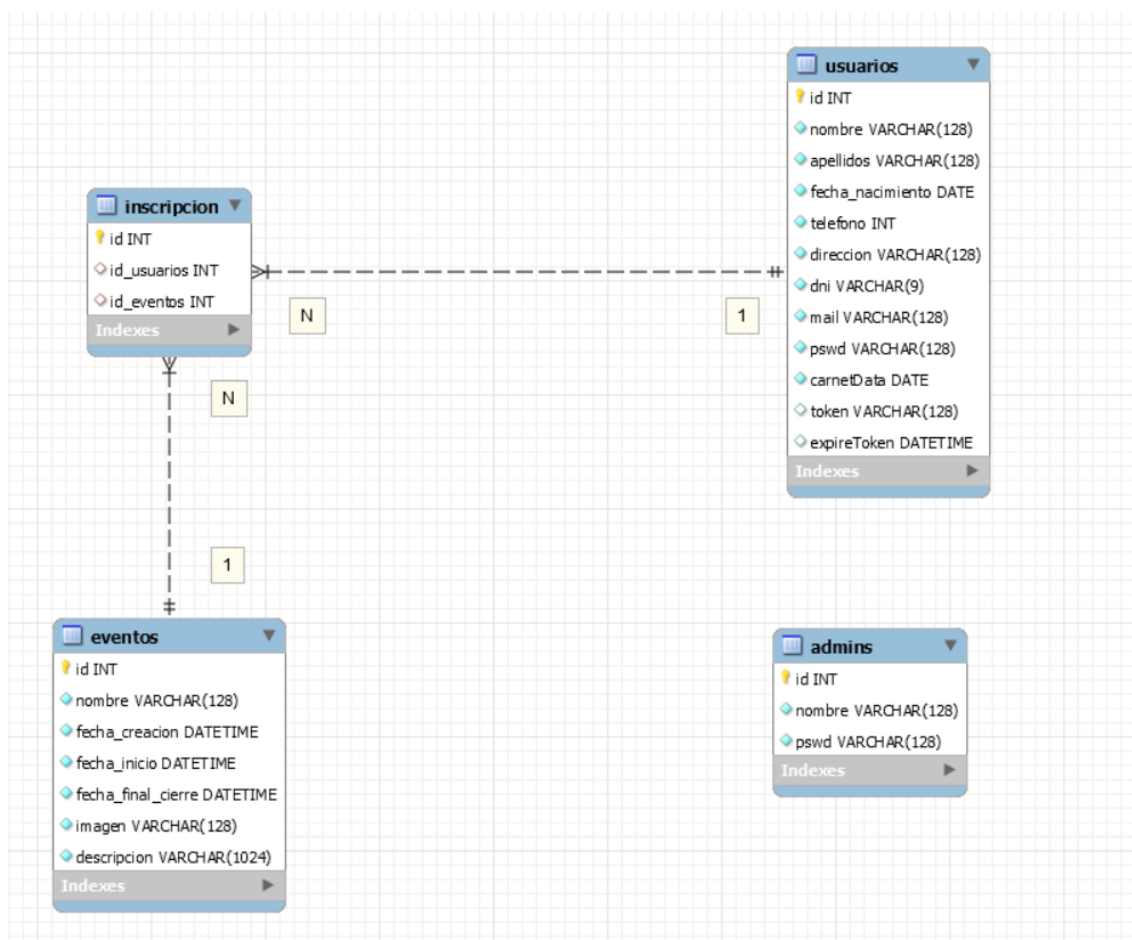 usuarios
id INT
nombre VARCHAR(128)
apellidos VARCHAR(128)
fecha_nacimiento DATE
telefono INT
direccion VARCHAR(128)
dni VARCHAR(9)
mail VARCHAR(128)
pswd VARCHAR(128)
carnetData DATE
token VARCHAR(128)
expireToken DATETIME
Indexes
inscripcion
id INT
id_usuarios INT
id_eventos INT
Indexes
N
1
N
1
eventos
id INT
nombre VARCHAR(128)
fecha_creacion DATETIME
fecha_inicio DATETIME
fecha_final_cierre DATETIME
imagen VARCHAR(128)
descripcion VARCHAR(1024)
Indexes
admins
id INT
nombre VARCHAR(128)
pswd VARCHAR(128)
Indexes